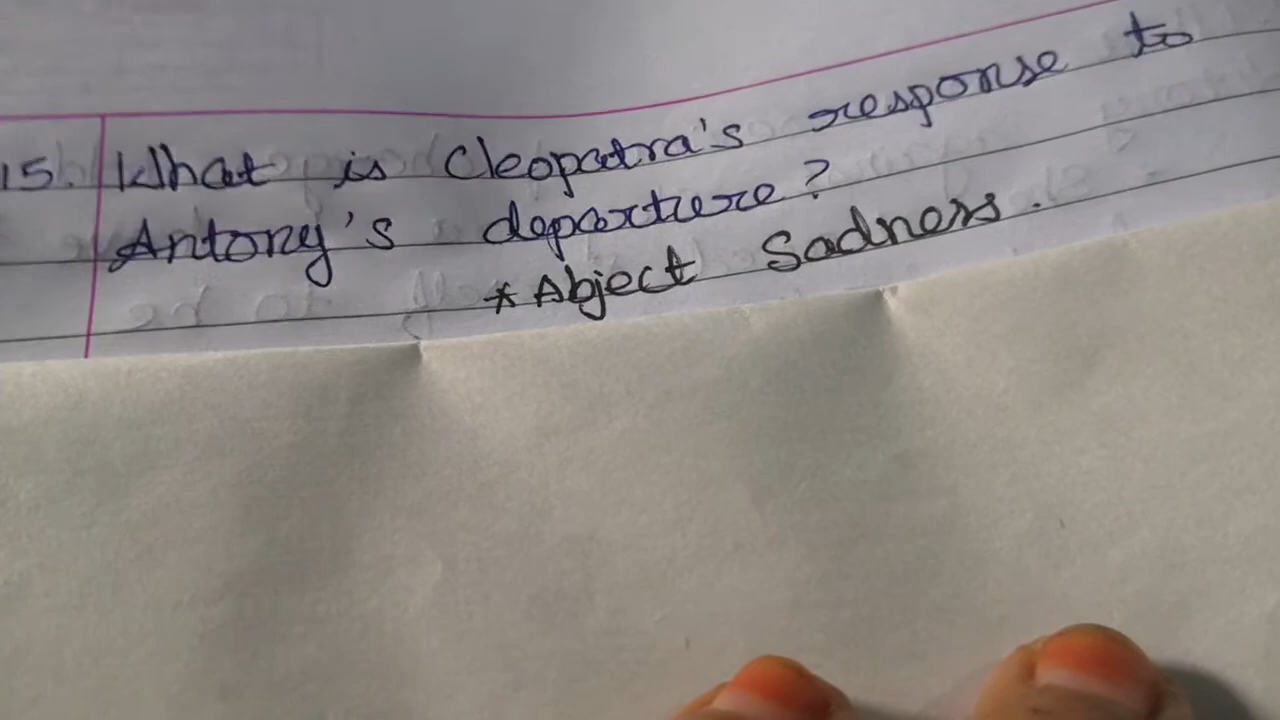 15. What is Cleopatra's response to
Antony's departure?
* Abject Sadness.